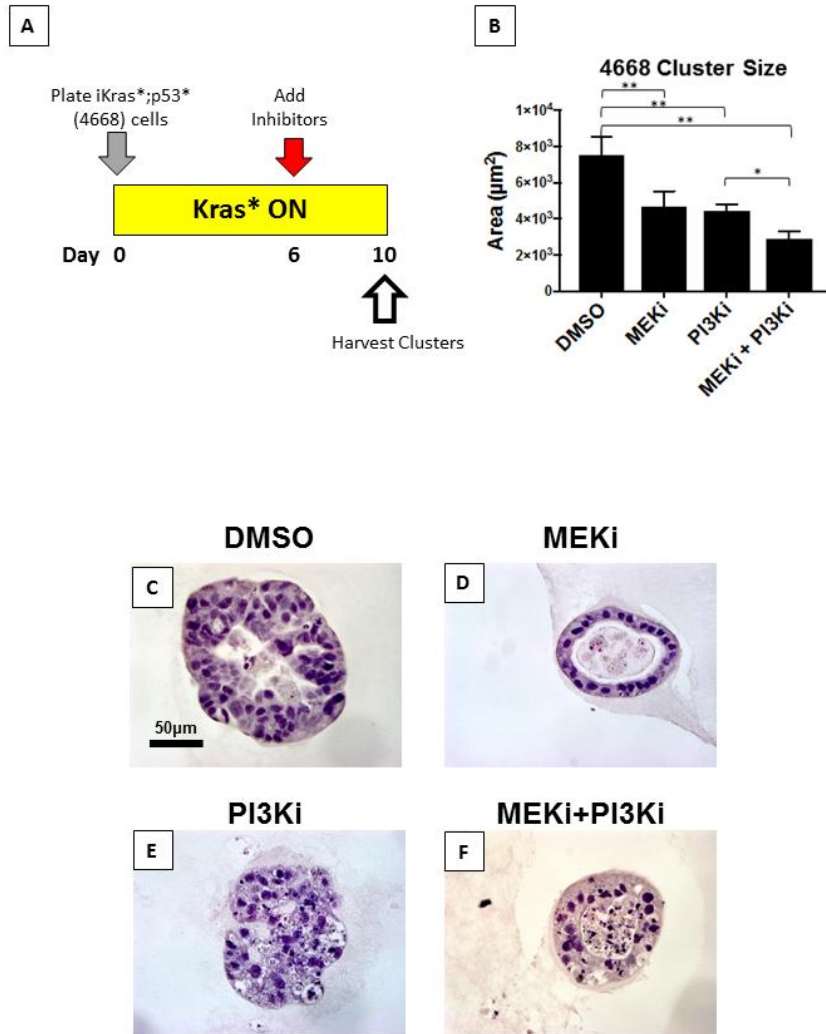 A
Plate iKras*;p53*
(4668) cells
Add
Inhibitors
Kras* ON
Day 0 6 10
Harvest Clusters
B
4668 Cluster Size
**
**
**
*
Area (µm²)
1×10⁴
8×10³
6×10³
4×10³
2×10³
0
DMSO
MEKi
PI3Ki
MEKi + PI3Ki
DMSO
MEKi
C
D
50µm
PI3Ki
MEKi+PI3Ki
E
F